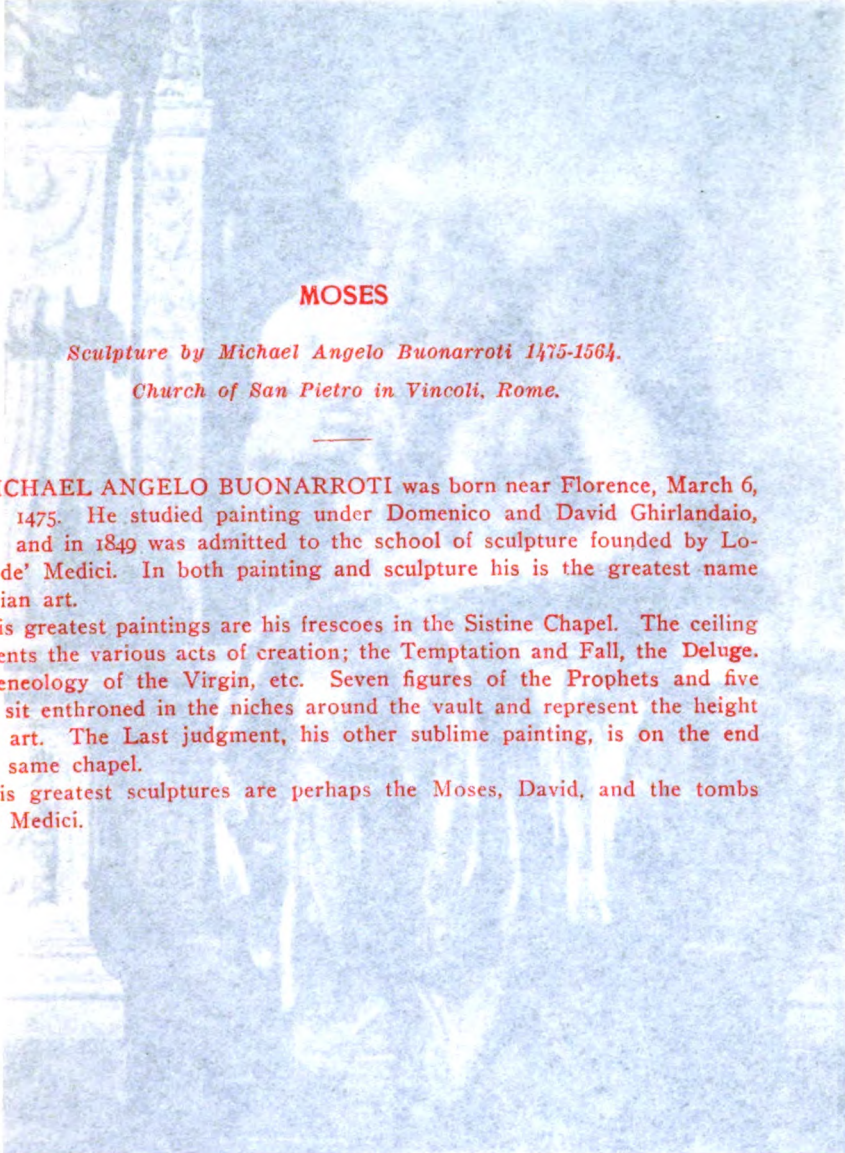 MOSES
Sculpture by Michael Angelo Buonarroti 1475-1564.
Church of San Pietro in Vincoli, Rome.
CHAEL ANGELO BUONARROTI was born near Florence, March 6,
1475. He studied painting under Domenico and David Ghirlandaio,
and in 1849 was admitted to the school of sculpture founded by Lo-
de' Medici. In both painting and sculpture his is the greatest name
ian art.
is greatest paintings are his frescoes in the Sistine Chapel. The ceiling
ents the various acts of creation; the Temptation and Fall, the Deluge.
eneology of the Virgin, etc. Seven figures of the Prophets and five
sit enthroned in the niches around the vault and represent the height
art. The Last judgment, his other sublime painting, is on the end
same chapel.
is greatest sculptures are perhaps the Moses, David, and the tombs
Medici.